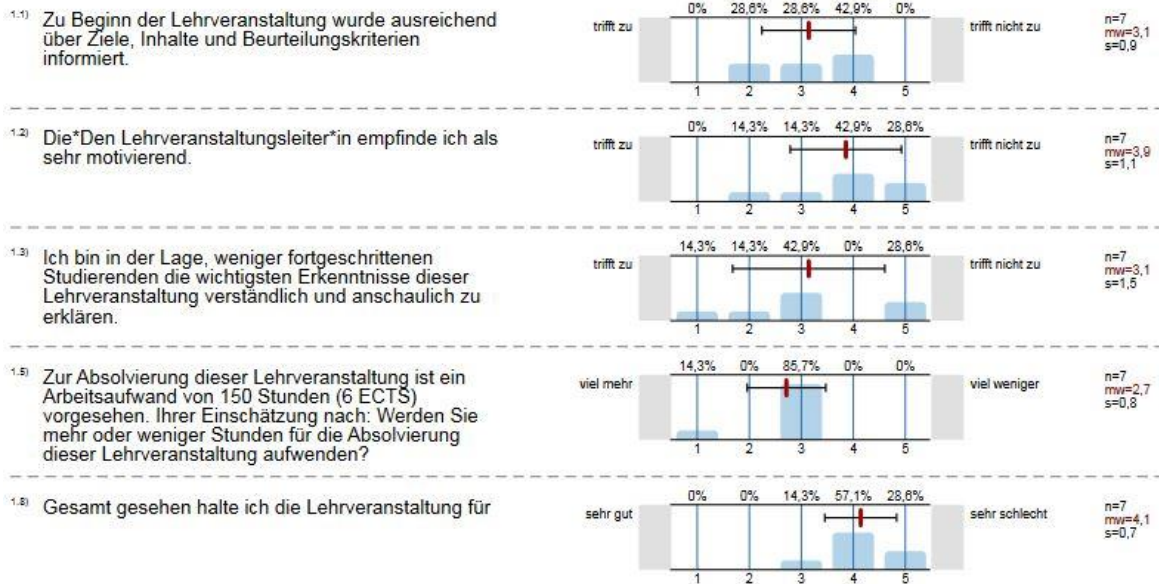 1.1) Zu Beginn der Lehrveranstaltung wurde ausreichend
über Ziele, Inhalte und Beurteilungskriterien
informiert.
trifft zu
0% 28,6% 28,6% 42,9% 0%
1 2 3 4 5
trifft nicht zu
n=7
mw=3,1
s=0,9
1.2) Die*Den Lehrveranstaltungsleiter*in empfinde ich als
sehr motivierend.
trifft zu
0% 14,3% 14,3% 42,9% 28,6%
1 2 3 4 5
trifft nicht zu
n=7
mw=3,9
s=1,1
1.3) Ich bin in der Lage, weniger fortgeschrittenen
Studierenden die wichtigsten Erkenntnisse dieser
Lehrveranstaltung verständlich und anschaulich zu
erklären.
trifft zu
14,3% 14,3% 42,9% 0% 28,6%
1 2 3 4 5
trifft nicht zu
n=7
mw=3,1
s=1,5
1.5) Zur Absolvierung dieser Lehrveranstaltung ist ein
Arbeitsaufwand von 150 Stunden (6 ECTS)
vorgesehen. Ihrer Einschätzung nach: Werden Sie
mehr oder weniger Stunden für die Absolvierung
dieser Lehrveranstaltung aufwenden?
viel mehr
14,3% 0% 85,7% 0% 0%
1 2 3 4 5
viel weniger
n=7
mw=2,7
s=0,8
1.8) Gesamt gesehen halte ich die Lehrveranstaltung für
sehr gut
0% 0% 14,3% 57,1% 28,6%
1 2 3 4 5
sehr schlecht
n=7
mw=4,1
s=0,7